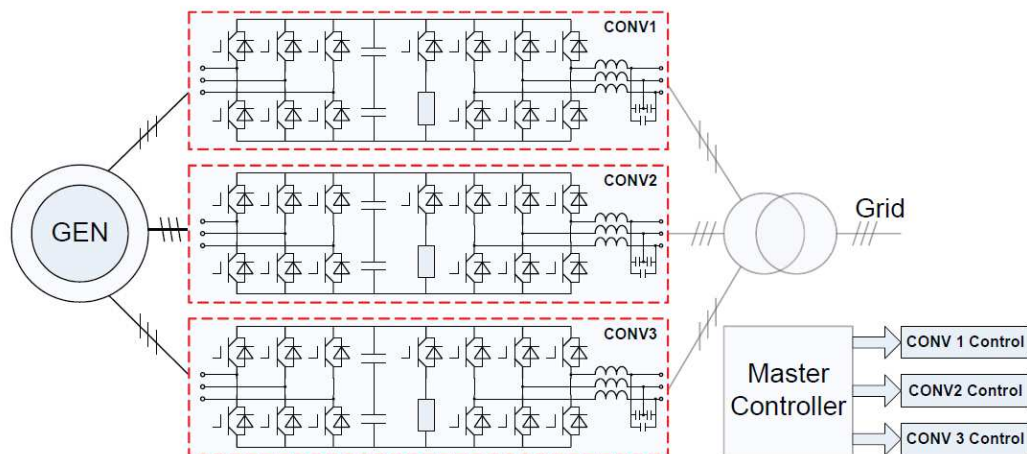 CONV1
CONV2
GEN
Grid
CONV3
Master
Controller
CONV 1 Control
CONV2 Control
CONV 3 Control